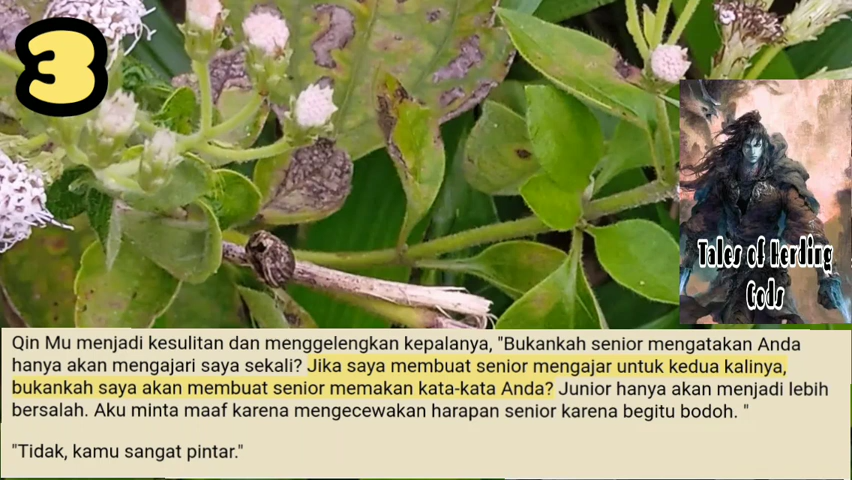 3
Tales of Herding
Gods
Qin Mu menjadi kesulitan dan menggelengkan kepalanya, "Bukankah senior mengatakan Anda
hanya akan mengajari saya sekali? Jika saya membuat senior mengajar untuk kedua kalinya,
bukankah saya akan membuat senior memakan kata-kata Anda? Junior hanya akan menjadi lebih
bersalah. Aku minta maaf karena mengecewakan harapan senior karena begitu bodoh. "
"Tidak, kamu sangat pintar."